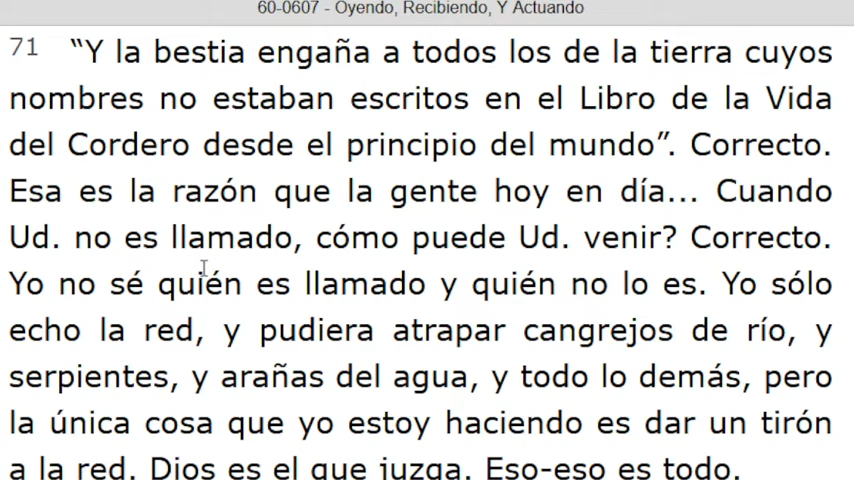 60-0607 - Oyendo, Recibiendo, Y Actuando
71 “Y la bestia engaña a todos los de la tierra cuyos
nombres no estaban escritos en el Libro de la Vida
del Cordero desde el principio del mundo”. Correcto.
Esa es la razón que la gente hoy en día... Cuando
Ud. no es llamado, cómo puede Ud. venir? Correcto.
Yo no sé quién es llamado y quién no lo es. Yo sólo
echo la red, y pudiera atrapar cangrejos de río, y
serpientes, y arañas del agua, y todo lo demás, pero
la única cosa que yo estoy haciendo es dar un tirón
a la red. Dios es el que juzga. Eso-eso es todo.